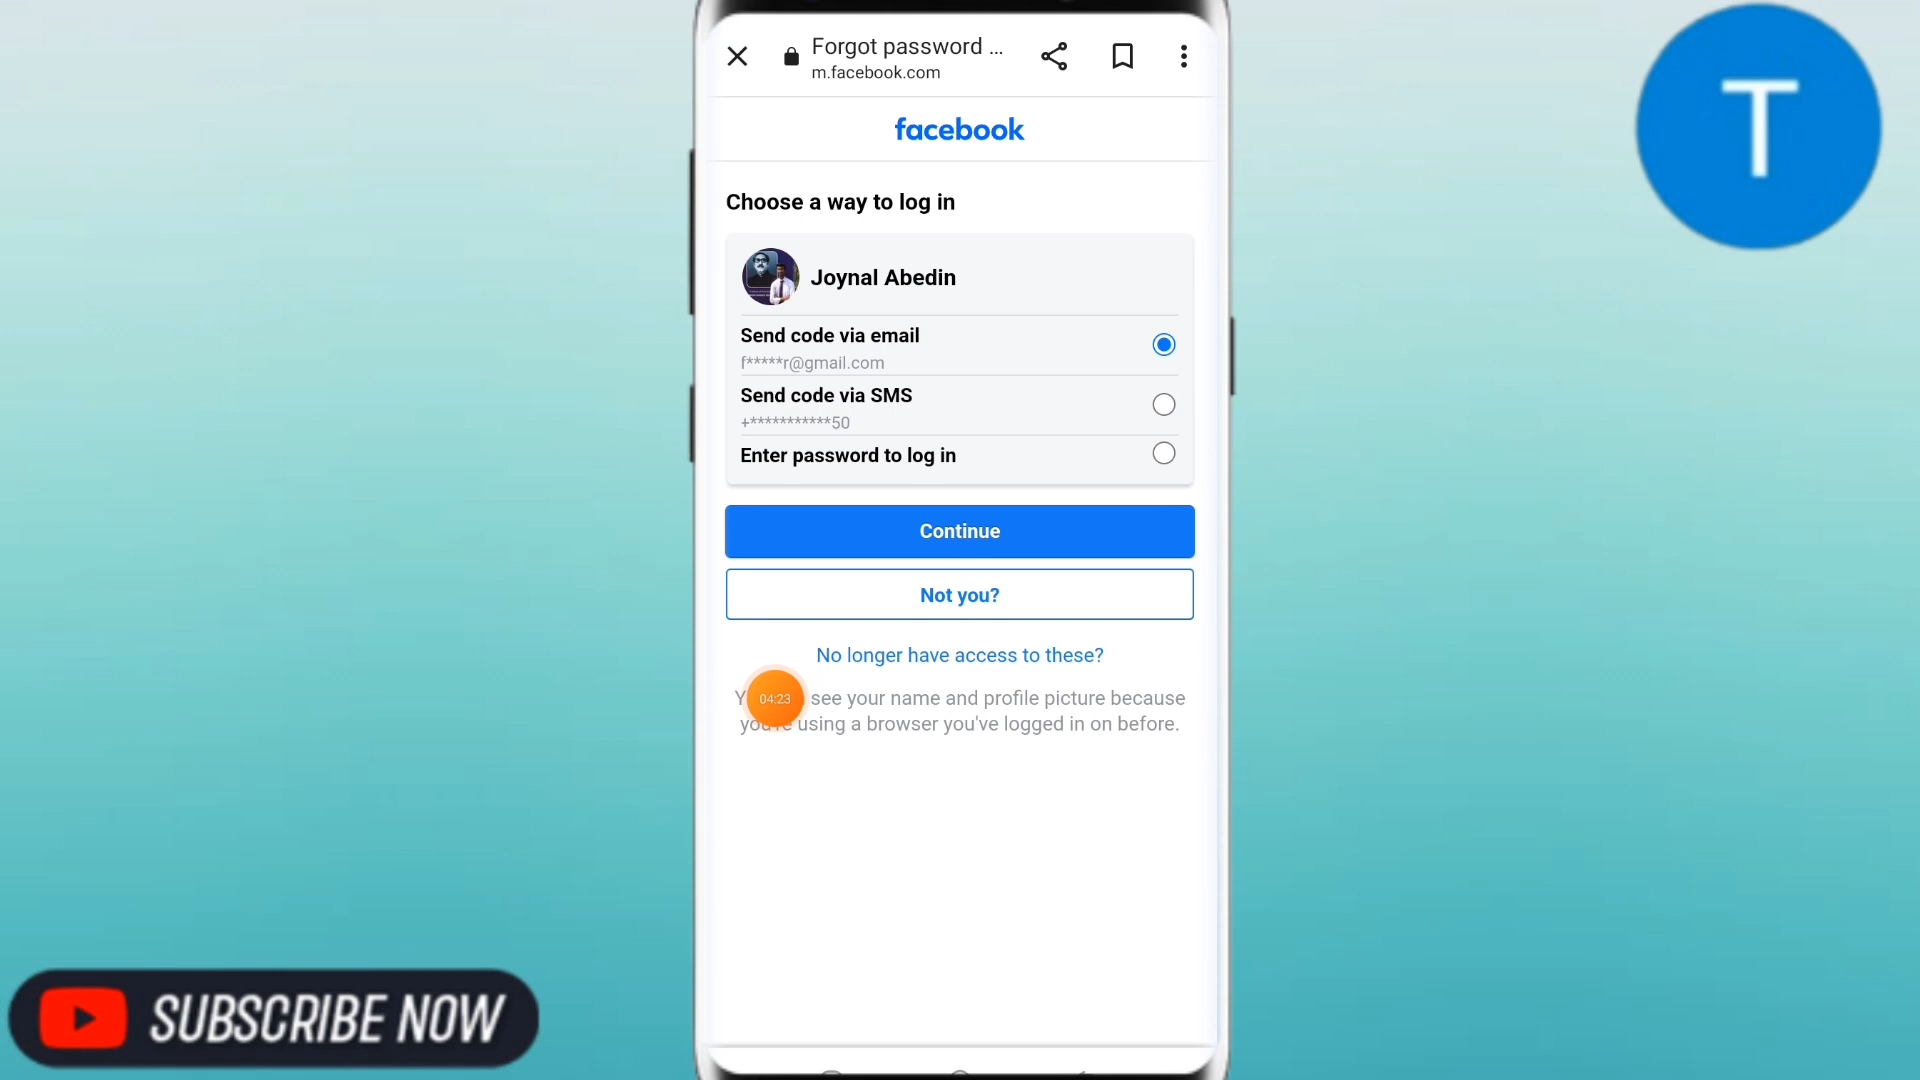 Forgot password ...
m.facebook.com
T
facebook
Choose a way to log in
Joynal Abedin
Send code via email
f*****r@gmail.com
Send code via SMS
+***********50
Enter password to log in
Continue
Not you?
No longer have access to these?
04:23
see your name and profile picture because
you're using a browser you've logged in on before.
SUBSCRIBE NOW